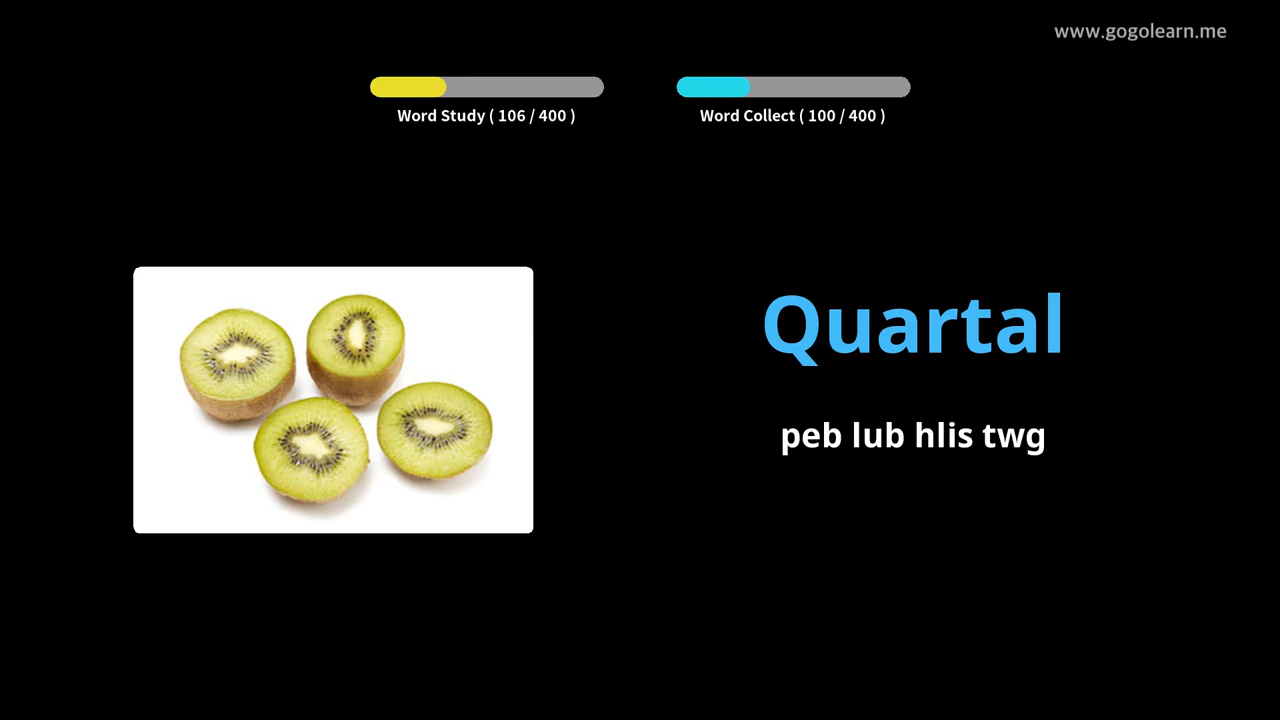 www.gogolearn.me
Word Study ( 106 / 400 )
Word Collect ( 100 / 400 )
Quartal
peb lub hlis twg